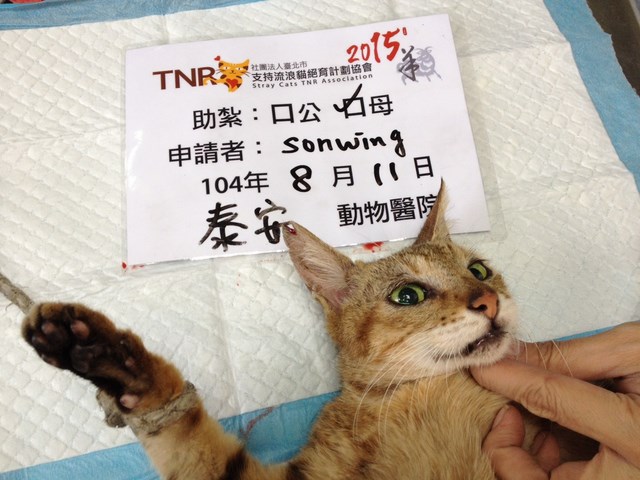 TNR 社團法人臺北市 2015' 羊
支持流浪貓絕育計劃協會
Stray Cats TNR Association
助紮：口公 口母
申請者：sonwing
104年 8 月 11 日
泰安 動物醫院